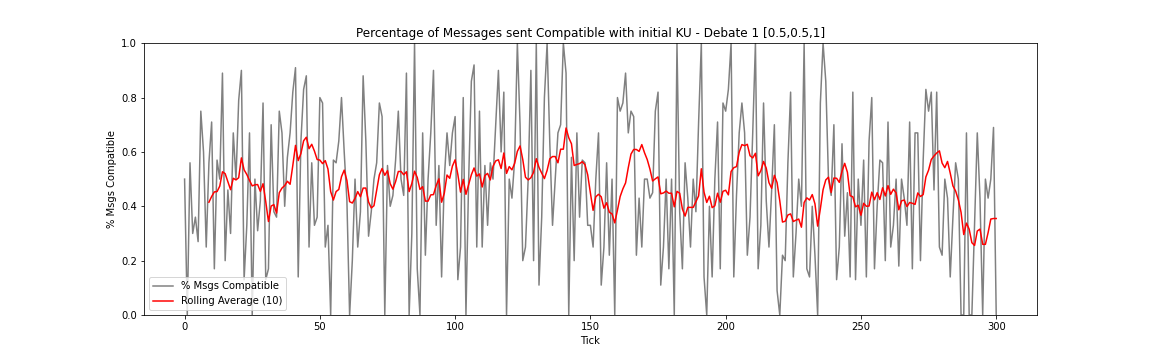 Percentage of Messages sent Compatible with initial KU - Debate 1 [0.5,0.5,1]
% Msgs Compatible
1.0
0.8
0.6
0.4
0.2
0.0
% Msgs Compatible
Rolling Average (10)
0 50 100 150 200 250 300
Tick